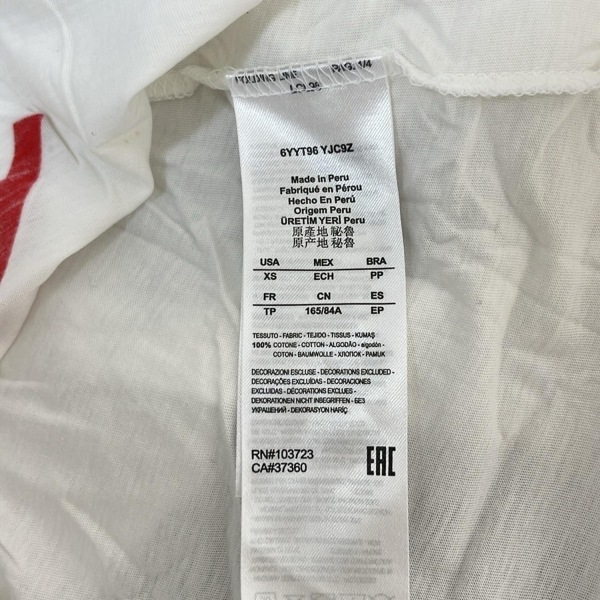 PAG. 1/4
6YYT96 YJC9Z
Made in Peru
Fabriqué en Pérou
Hecho En Perú
Origem Peru
ÜRETİM YERİ Peru
原產地 秘魯
原产地 秘鲁
USA MEX BRA
XS ECH PP
FR CN ES
TP 165/84A EP
TESSUTO - FABRIC - TEJIDO - TISSUS - KUMAŞ
100% COTONE - COTTON - ALGODÃO - algodón -
COTON - BAUMWOLLE - ХЛОПОК - PAMUK
DECORAZIONI ESCLUSE - DECORATIONS EXCLUDED -
DECORAÇÕES EXCLUÍDAS - DECORACIONES
EXCLUIDAS - DÉCORATIONS EXCLUES -
DEKORATIONEN NICHT INBEGRIFFEN - БЕЗ
УКРАШЕНИЙ - DEKORASYON HARİÇ.
RN#103723
CA#37360
EAC